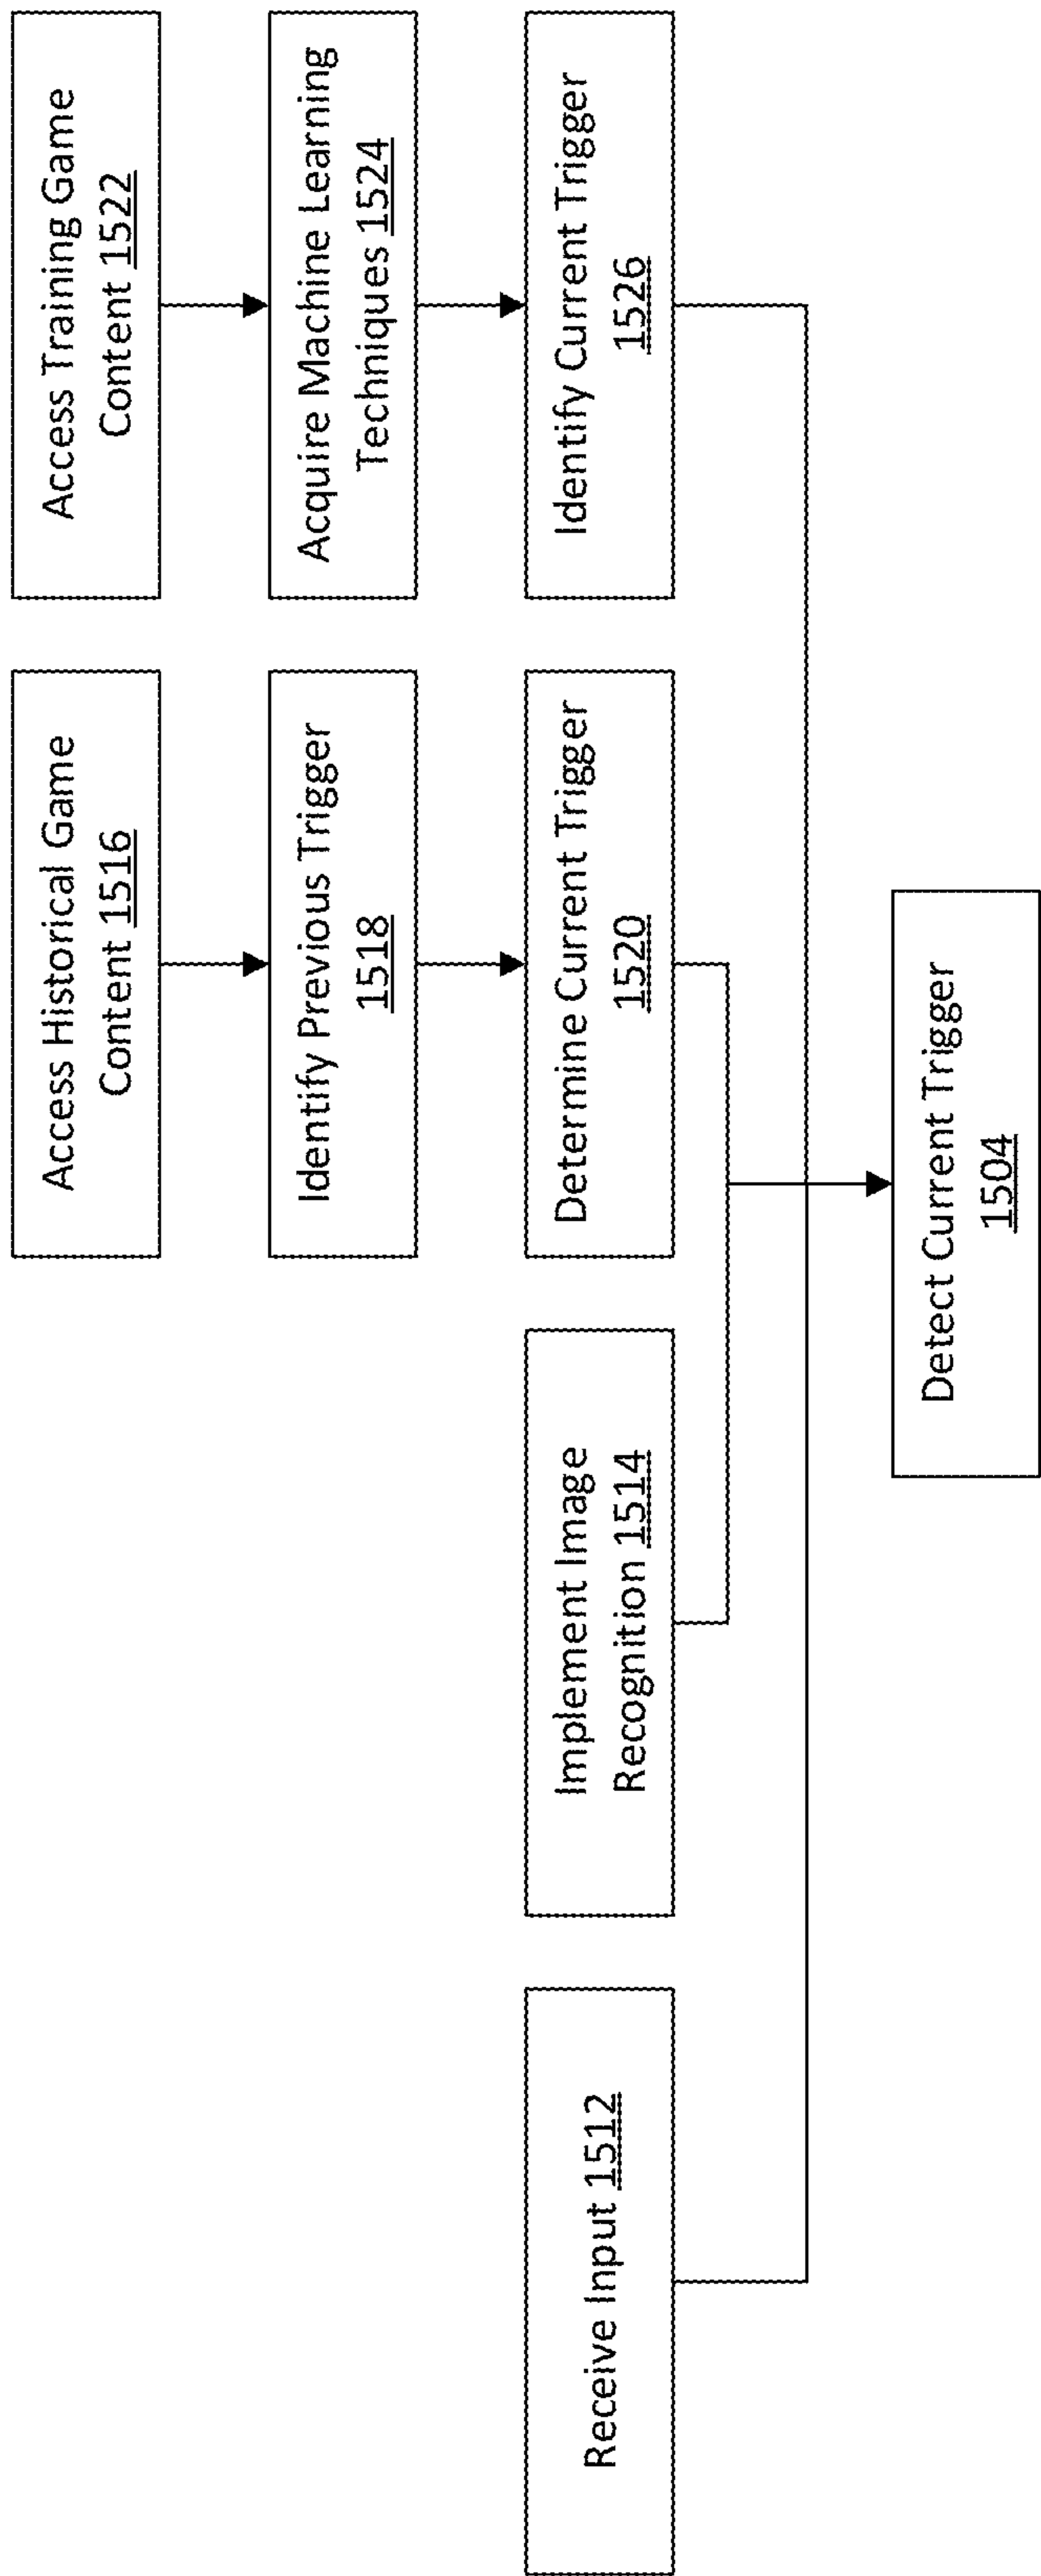 Access Historical Game
Content 1516
Access Training Game
Content 1522
Identify Previous Trigger
1518
Acquire Machine Learning
Techniques 1524
Receive Input 1512
Implement Image
Recognition 1514
Determine Current Trigger
1520
Identify Current Trigger
1526
Detect Current Trigger
1504